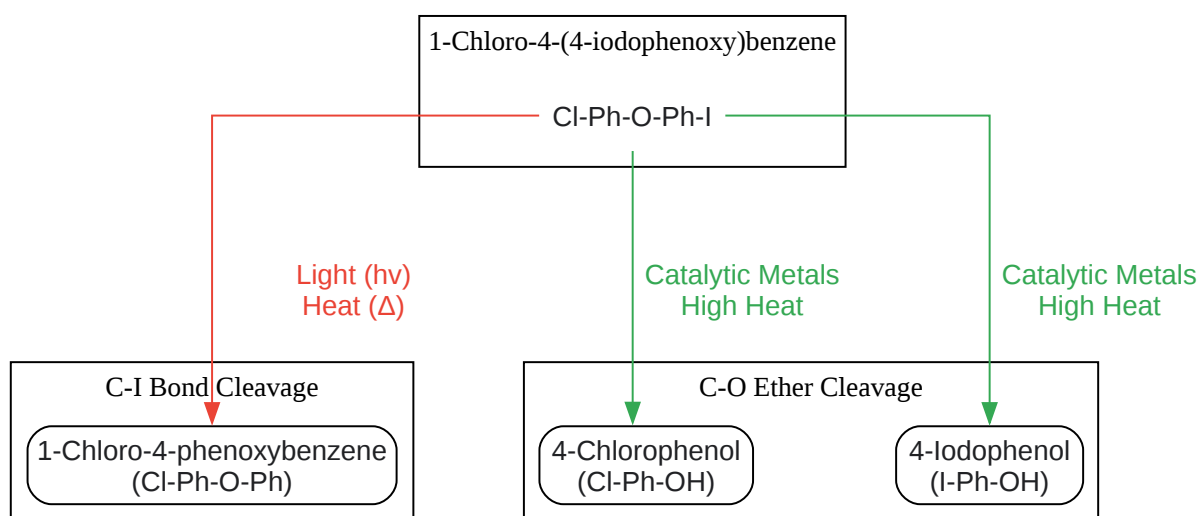 1-Chloro-4-(4-iodophenoxy)benzene
Cl-Ph-O-Ph-I
Light (hv)
Heat (Δ)
Catalytic Metals
High Heat
Catalytic Metals
High Heat
C-I Bond Cleavage
1-Chloro-4-phenoxybenzene
(Cl-Ph-O-Ph)
C-O Ether Cleavage
4-Chlorophenol
(Cl-Ph-OH)
4-Iodophenol
(I-Ph-OH)